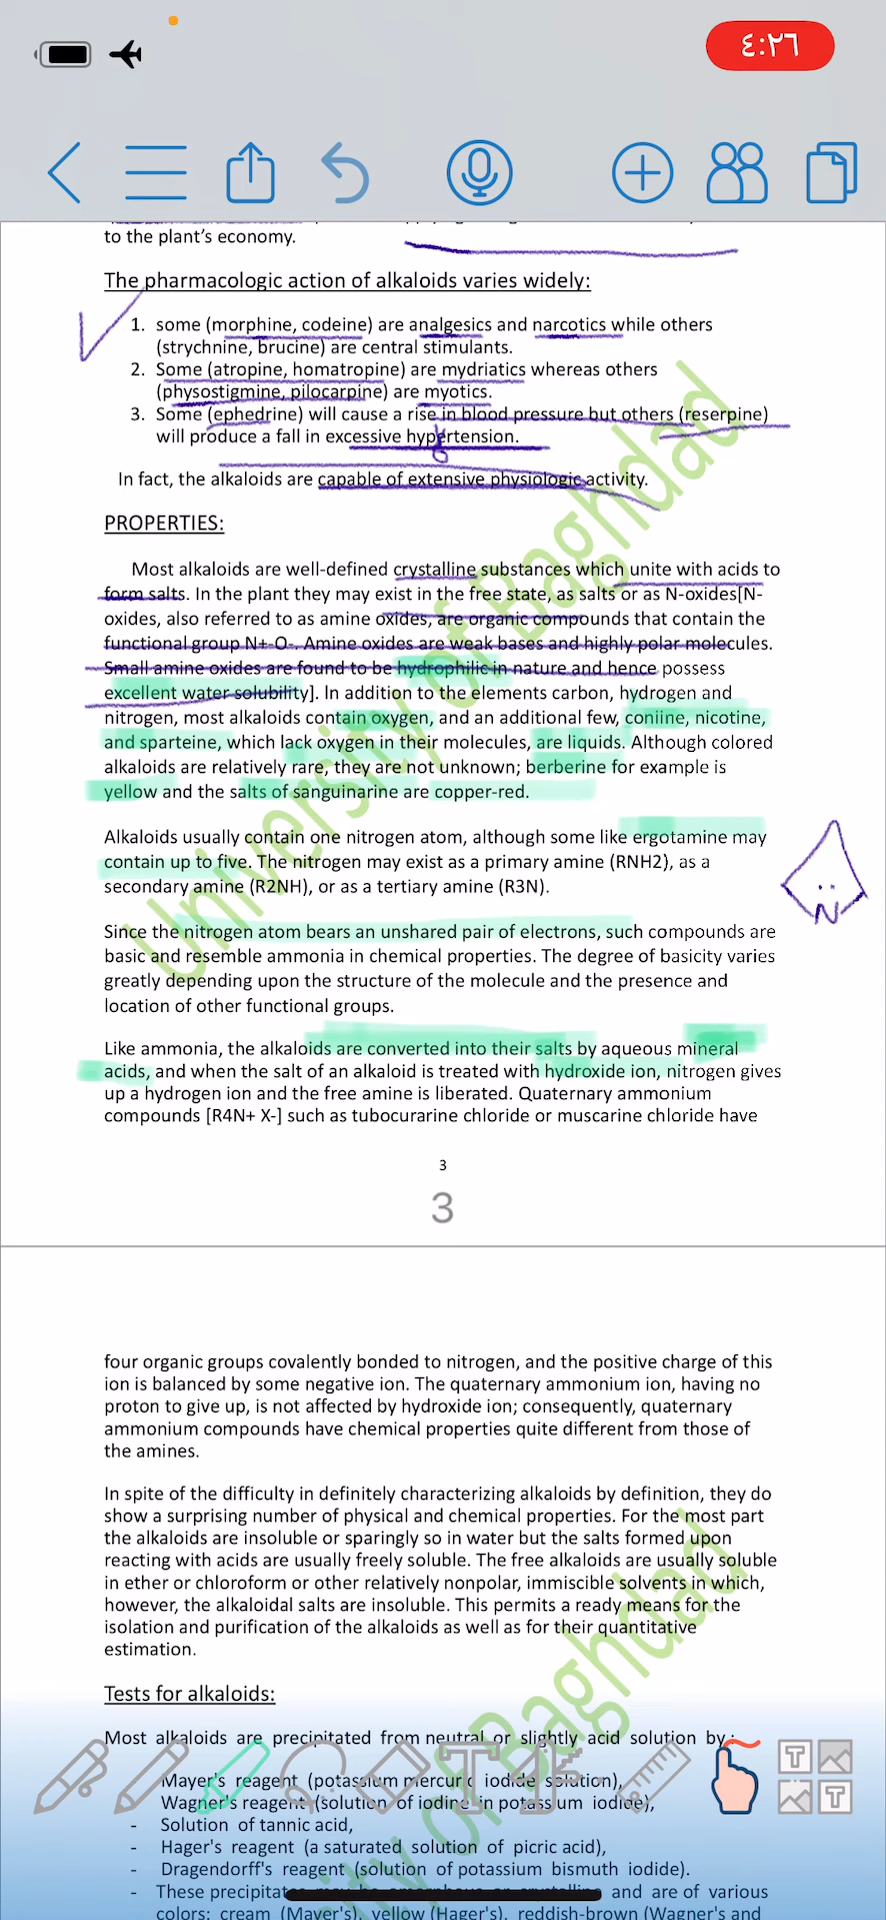 ٤:٢٦
to the plant's economy.
The pharmacologic action of alkaloids varies widely:
1. some (morphine, codeine) are analgesics and narcotics while others
(strychnine, brucine) are central stimulants.
2. Some (atropine, homatropine) are mydriatics whereas others
(physostigmine, pilocarpine) are myotics.
3. Some (ephedrine) will cause a rise in blood pressure but others (reserpine)
will produce a fall in excessive hypertension.
In fact, the alkaloids are capable of extensive physiologic activity.
PROPERTIES:
Most alkaloids are well-defined crystalline substances which unite with acids to
form salts. In the plant they may exist in the free state, as salts or as N-oxides[N-
oxides, also referred to as amine oxides, are organic compounds that contain the
functional group N+-O-. Amine oxides are weak bases and highly polar molecules.
Small amine oxides are found to be hydrophilic in nature and hence possess
excellent water solubility]. In addition to the elements carbon, hydrogen and
nitrogen, most alkaloids contain oxygen, and an additional few, coniine, nicotine,
and sparteine, which lack oxygen in their molecules, are liquids. Although colored
alkaloids are relatively rare, they are not unknown; berberine for example is
yellow and the salts of sanguinarine are copper-red.
Alkaloids usually contain one nitrogen atom, although some like ergotamine may
contain up to five. The nitrogen may exist as a primary amine (RNH2), as a
secondary amine (R2NH), or as a tertiary amine (R3N).
N
Since the nitrogen atom bears an unshared pair of electrons, such compounds are
basic and resemble ammonia in chemical properties. The degree of basicity varies
greatly depending upon the structure of the molecule and the presence and
location of other functional groups.
Like ammonia, the alkaloids are converted into their salts by aqueous mineral
acids, and when the salt of an alkaloid is treated with hydroxide ion, nitrogen gives
up a hydrogen ion and the free amine is liberated. Quaternary ammonium
compounds [R4N+ X-] such as tubocurarine chloride or muscarine chloride have
3
3
University of Baghdad
four organic groups covalently bonded to nitrogen, and the positive charge of this
ion is balanced by some negative ion. The quaternary ammonium ion, having no
proton to give up, is not affected by hydroxide ion; consequently, quaternary
ammonium compounds have chemical properties quite different from those of
the amines.
In spite of the difficulty in definitely characterizing alkaloids by definition, they do
show a surprising number of physical and chemical properties. For the most part
the alkaloids are insoluble or sparingly so in water but the salts formed upon
reacting with acids are usually freely soluble. The free alkaloids are usually soluble
in ether or chloroform or other relatively nonpolar, immiscible solvents in which,
however, the alkaloidal salts are insoluble. This permits a ready means for the
isolation and purification of the alkaloids as well as for their quantitative
estimation.
Tests for alkaloids:
Most alkaloids are precipitated from neutral or slightly acid solution by:
Mayer's reagent (potassium mercuric iodide solution),
Wagner's reagent (solution of iodine in potassium iodide),
- Solution of tannic acid,
- Hager's reagent (a saturated solution of picric acid),
- Dragendorff's reagent (solution of potassium bismuth iodide).
- These and are of various
colors: cream (Mayer's), yellow (Hager's), reddish-brown (Wagner's and
sity of Baghdad